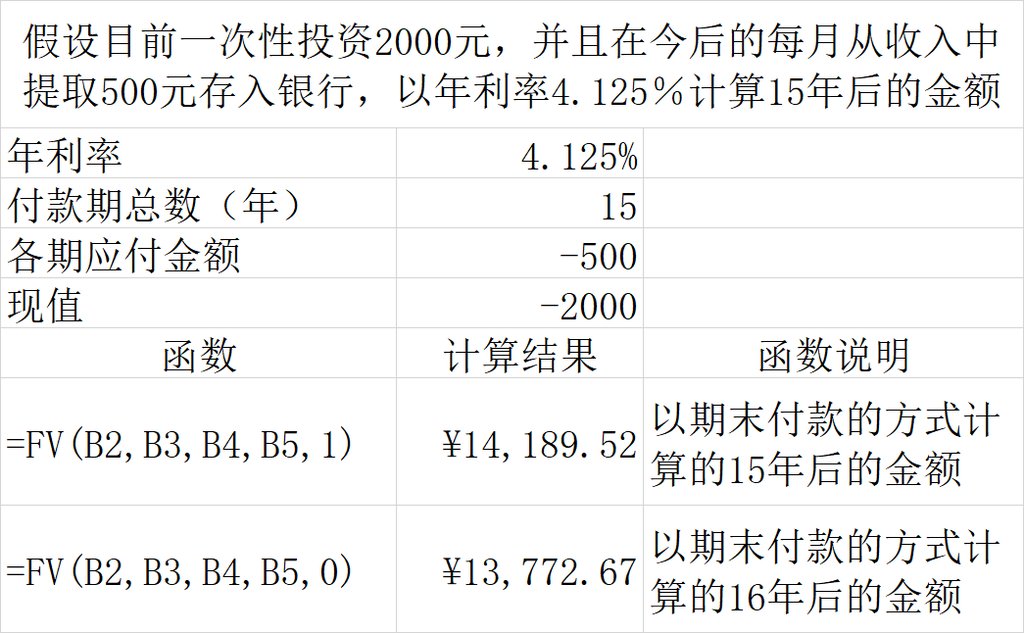 假设目前一次性投资2000元，并且在今后的每月从收入中
提取500元存入银行，以年利率4.125％计算15年后的金额
年利率 4.125%
付款期总数（年） 15
各期应付金额 -500
现值 -2000
函数 计算结果 函数说明
=FV(B2,B3,B4,B5,1) ¥14,189.52 以期末付款的方式计
算的15年后的金额
=FV(B2,B3,B4,B5,0) ¥13,772.67 以期末付款的方式计
算的16年后的金额